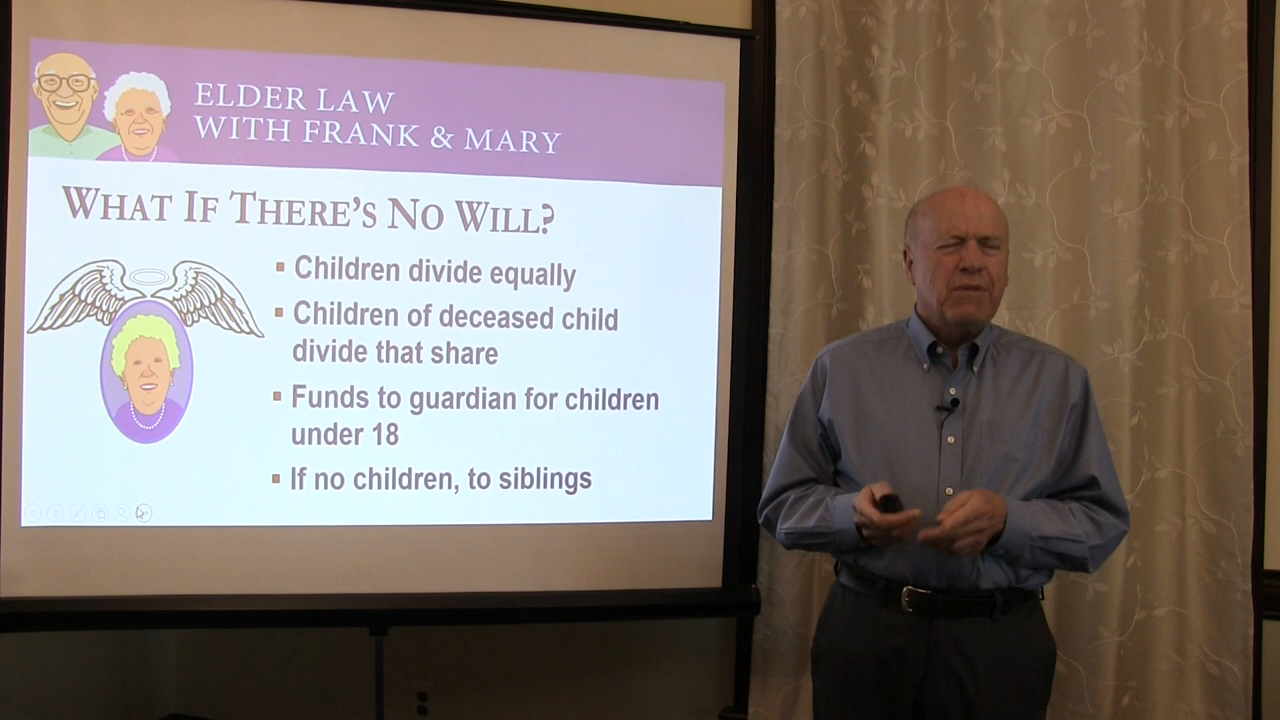 ELDER LAW
WITH FRANK & MARY
WHAT IF THERE'S NO WILL?
▪ Children divide equally
▪ Children of deceased child
divide that share
▪ Funds to guardian for children
under 18
▪ If no children, to siblings